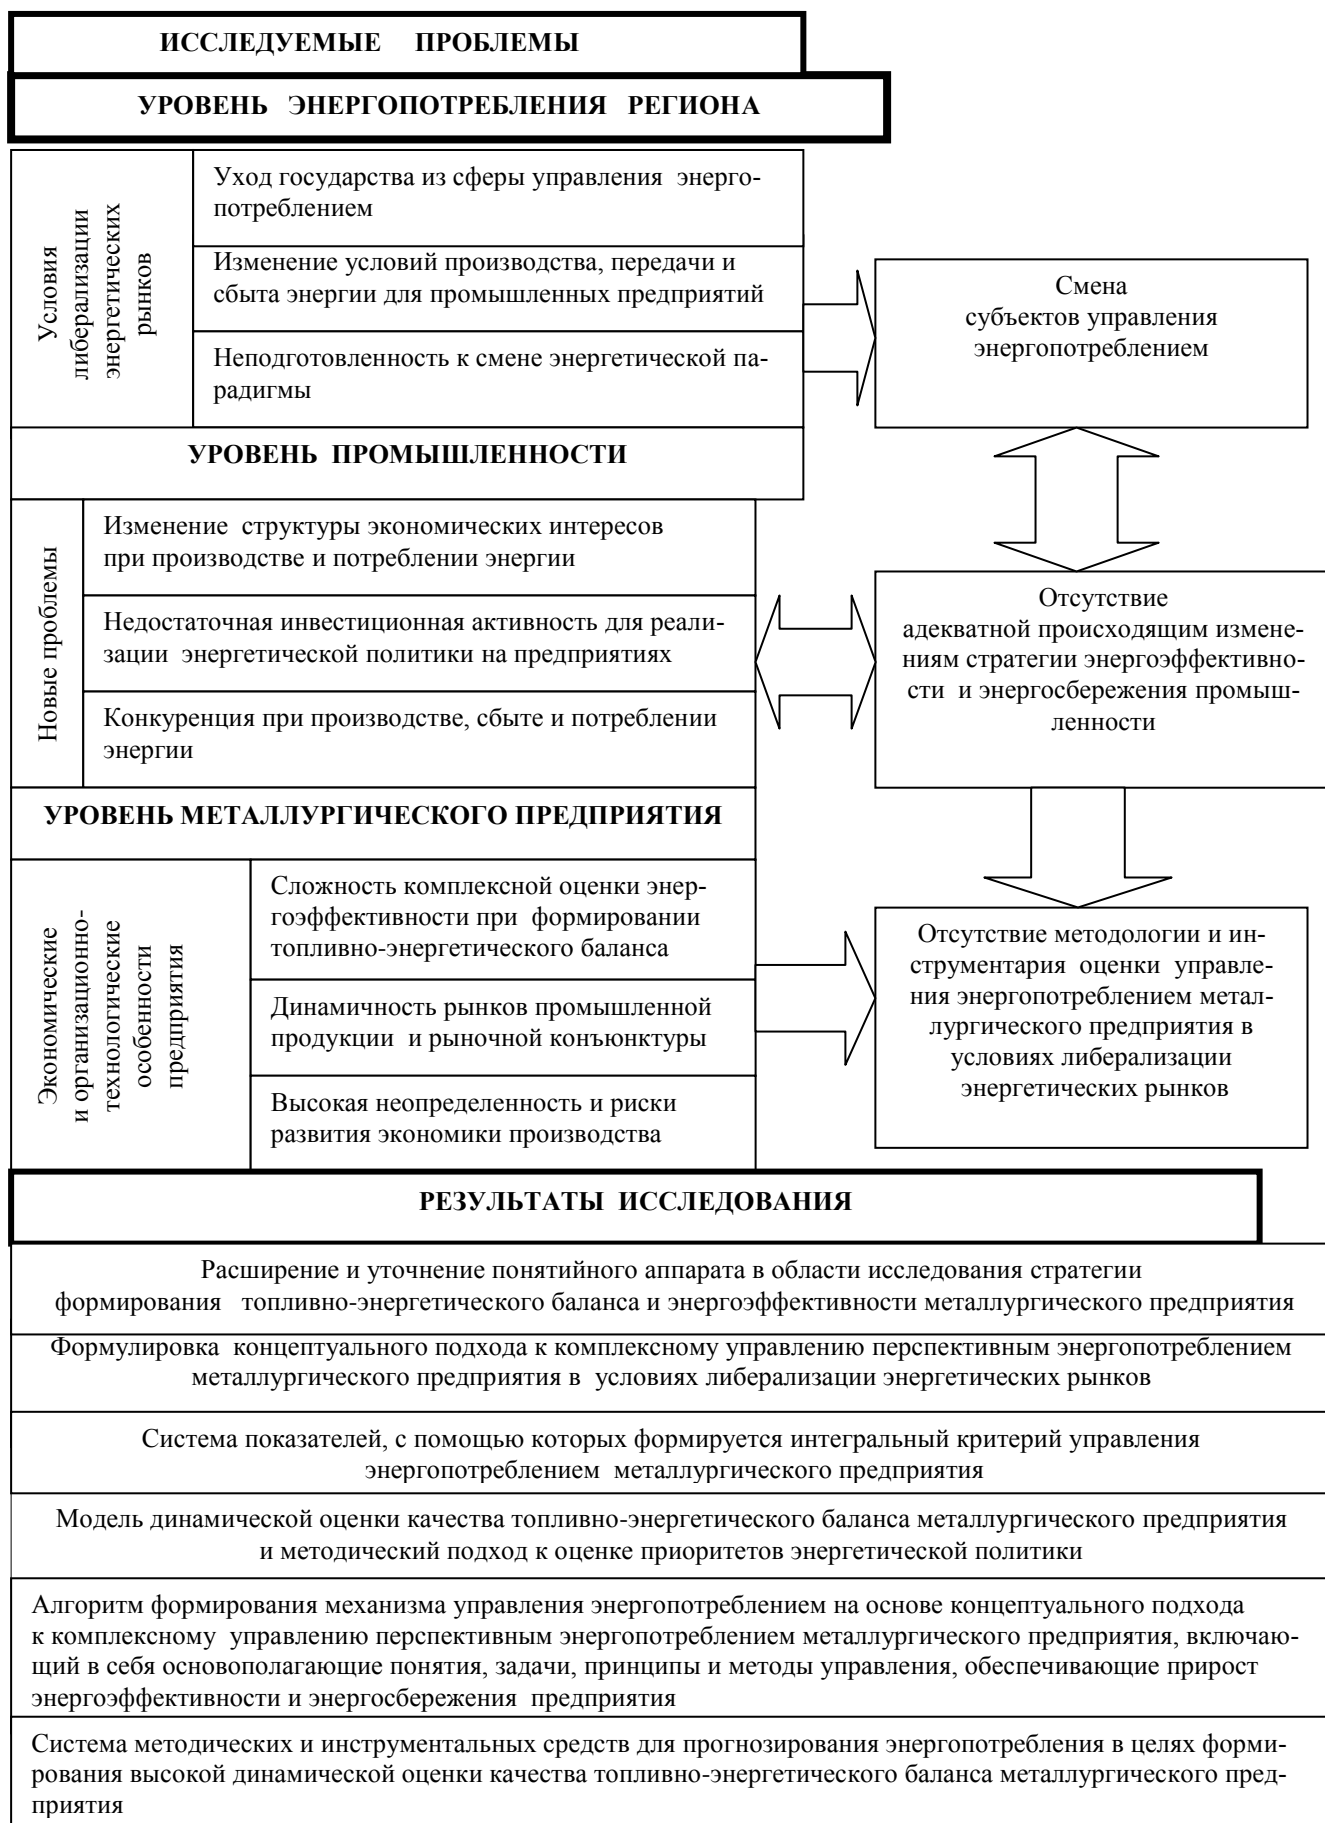 ИССЛЕДУЕМЫЕ ПРОБЛЕМЫ
УРОВЕНЬ ЭНЕРГОПОТРЕБЛЕНИЯ РЕГИОНА
Условия
либерализации
энергетических
рынков
Уход государства из сферы управления энерго-
потреблением
Изменение условий производства, передачи и
сбыта энергии для промышленных предприятий
Неподготовленность к смене энергетической па-
радигмы
Смена
субъектов управления
энергопотреблением
УРОВЕНЬ ПРОМЫШЛЕННОСТИ
Новые проблемы
Изменение структуры экономических интересов
при производстве и потреблении энергии
Недостаточная инвестиционная активность для реали-
зации энергетической политики на предприятиях
Конкуренция при производстве, сбыте и потреблении
энергии
Отсутствие
адекватной происходящим измене-
ниям стратегии энергоэффективно-
сти и энергосбережения промыш-
ленности
УРОВЕНЬ МЕТАЛЛУРГИЧЕСКОГО ПРЕДПРИЯТИЯ
Экономические
и организационно-
технологические
особенности
предприятия
Сложность комплексной оценки энер-
гоэффективности при формировании
топливно-энергетического баланса
Динамичность рынков промышленной
продукции и рыночной конъюнктуры
Высокая неопределенность и риски
развития экономики производства
Отсутствие методологии и ин-
струментария оценки управле-
ния энергопотреблением метал-
лургического предприятия в
условиях либерализации
энергетических рынков
РЕЗУЛЬТАТЫ ИССЛЕДОВАНИЯ
Расширение и уточнение понятийного аппарата в области исследования стратегии
формирования топливно-энергетического баланса и энергоэффективности металлургического предприятия
Формулировка концептуального подхода к комплексному управлению перспективным энергопотреблением
металлургического предприятия в условиях либерализации энергетических рынков
Система показателей, с помощью которых формируется интегральный критерий управления
энергопотреблением металлургического предприятия
Модель динамической оценки качества топливно-энергетического баланса металлургического предприятия
и методический подход к оценке приоритетов энергетической политики
Алгоритм формирования механизма управления энергопотреблением на основе концептуального подхода
к комплексному управлению перспективным энергопотреблением металлургического предприятия, включаю-
щий в себя основополагающие понятия, задачи, принципы и методы управления, обеспечивающие прирост
энергоэффективности и энергосбережения предприятия
Система методических и инструментальных средств для прогнозирования энергопотребления в целях форми-
рования высокой динамической оценки качества топливно-энергетического баланса металлургического пред-
приятия